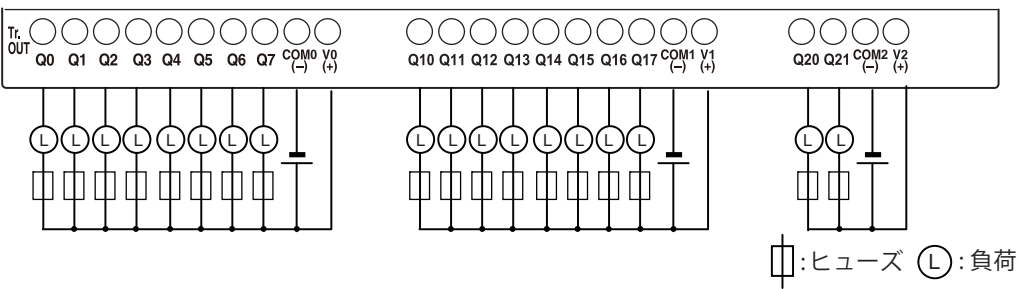 Tr.
OUT
Q0 Q1 Q2 Q3 Q4 Q5 Q6 Q7 COM0 (–) V0 (+)
Q10 Q11 Q12 Q13 Q14 Q15 Q16 Q17 COM1 (–) V1 (+)
Q20 Q21 COM2 (–) V2 (+)
L L L L L L L L
L L L L L L L L
L L
:ヒューズ L :負荷